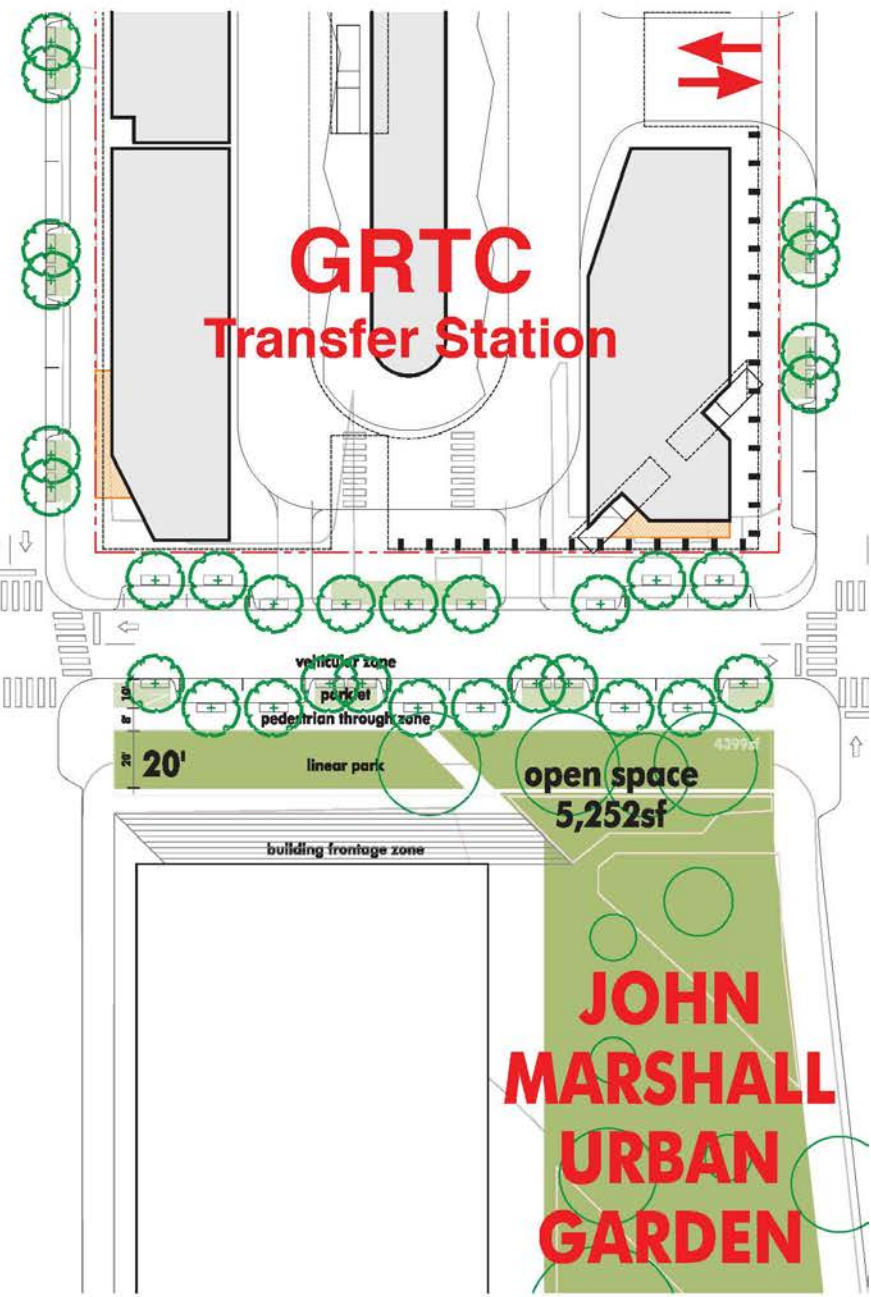 GRTC
Transfer Station
vehicular zone
10'
parklet
8'
pedestrian through zone
4399sf
20'
20'
linear park
open space
5,252sf
building frontage zone
JOHN
MARSHALL
URBAN
GARDEN